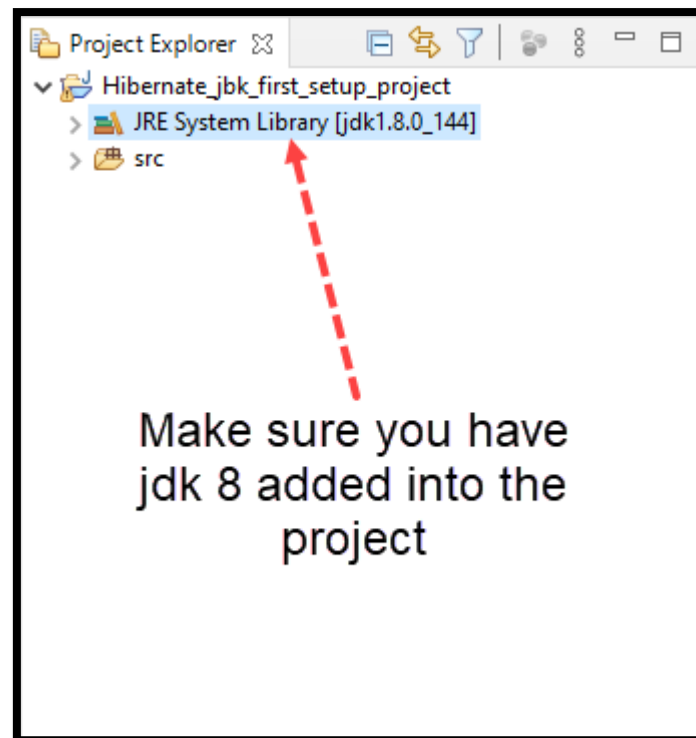 Project Explorer
Hibernate_jbk_first_setup_project
JRE System Library [jdk1.8.0_144]
src
Make sure you have
jdk 8 added into the
project